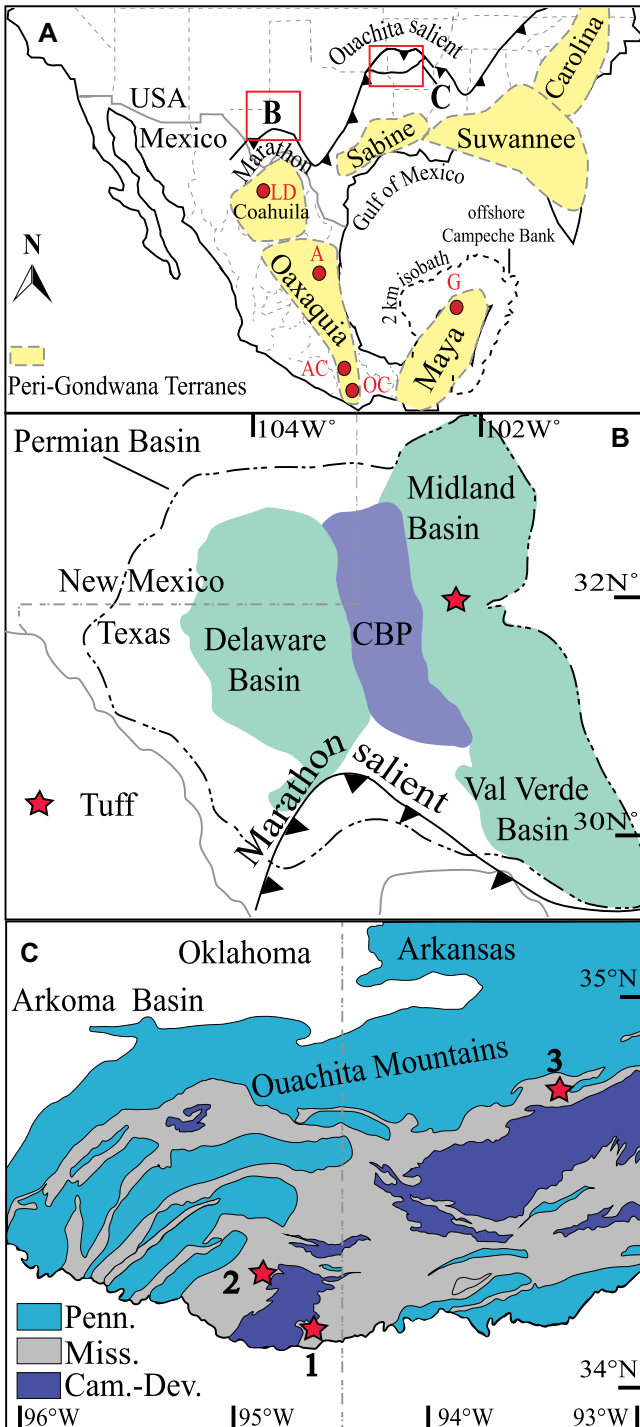 A
Ouachita salient
Carolina
USA
B
C
Mexico
Marathon
Sabine
Suwannee
LD
Coahuila
Gulf of Mexico
offshore
Campeche Bank
N
A
2 km isobath
G
Oaxaquia
Maya
AC
OC
Peri-Gondwana Terranes
104W°
102W°
B
Permian Basin
Midland
Basin
New Mexico
32N°
Texas
CBP
Delaware
Basin
Marathon salient
Tuff
Val Verde
Basin
30N°
C
Oklahoma
Arkansas
35°N
Arkoma Basin
Ouachita Mountains
3
2
1
Penn.
Miss.
Cam.-Dev.
34°N
96°W
95°W
94°W
93°W